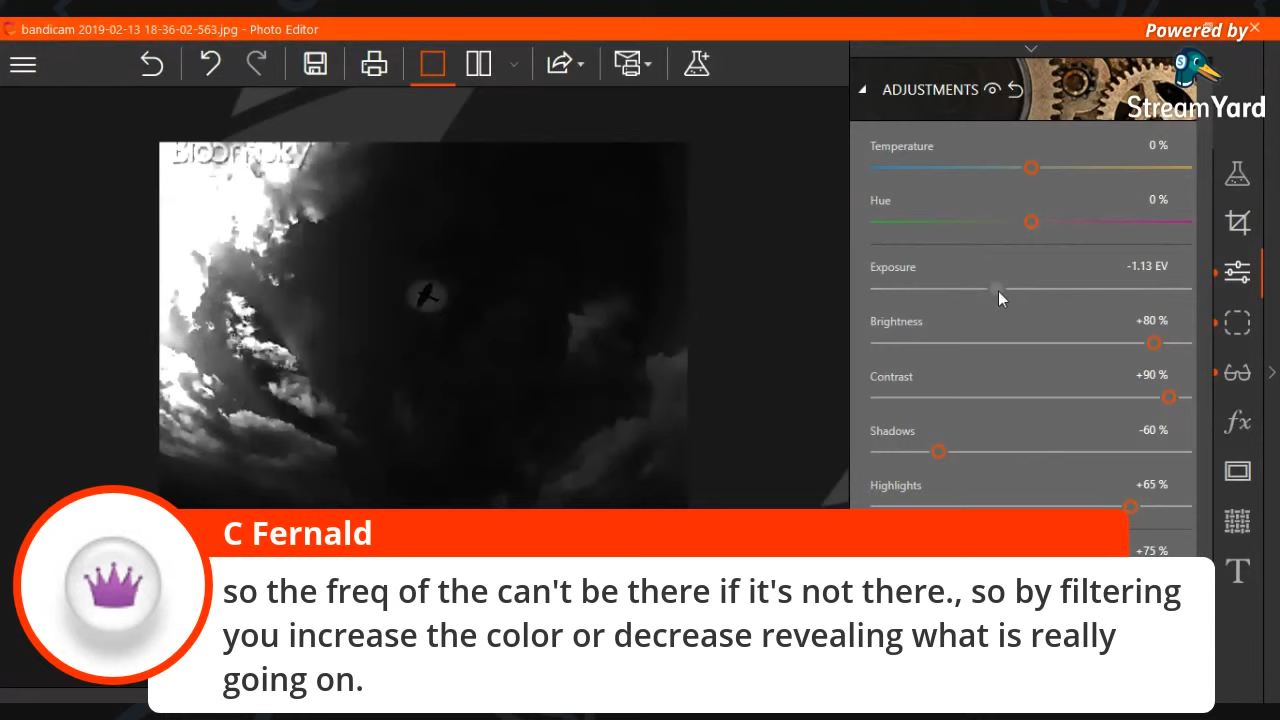 bandicam 2019-02-13 18-36-02-563.jpg - Photo Editor
Powered by
StreamYard
ADJUSTMENTS
BloomSky
Temperature 0 %
Hue 0 %
Exposure -1.13 EV
Brightness +80 %
Contrast +90 %
Shadows -60 %
Highlights +65 %
+75 %
fx
T
C Fernald
so the freq of the can't be there if it's not there., so by filtering
you increase the color or decrease revealing what is really
going on.